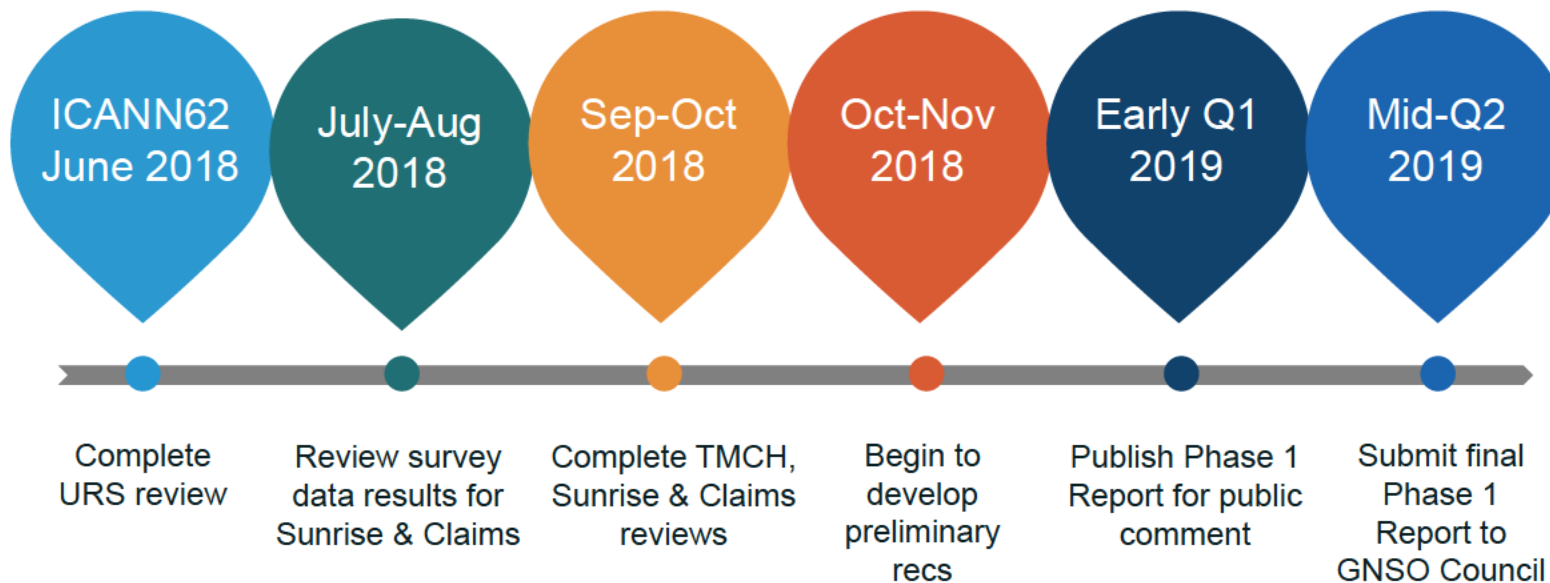 ICANN62
June 2018
July-Aug
2018
Sep-Oct
2018
Oct-Nov
2018
Early Q1
2019
Mid-Q2
2019
Complete
URS review
Review survey
data results for
Sunrise & Claims
Complete TMCH,
Sunrise & Claims
reviews
Begin to
develop
preliminary
recs
Publish Phase 1
Report for public
comment
Submit final
Phase 1
Report to
GNSO Council